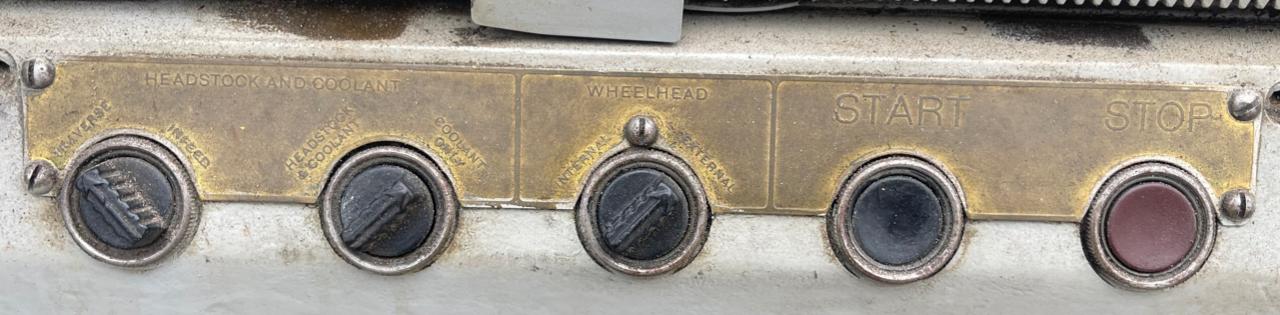 HEADSTOCK AND COOLANT
TRAVERSE
INFEED
HEADSTOCK
& COOLANT
COOLANT
ONLY
WHEELHEAD
INTERNAL
EXTERNAL
START
STOP